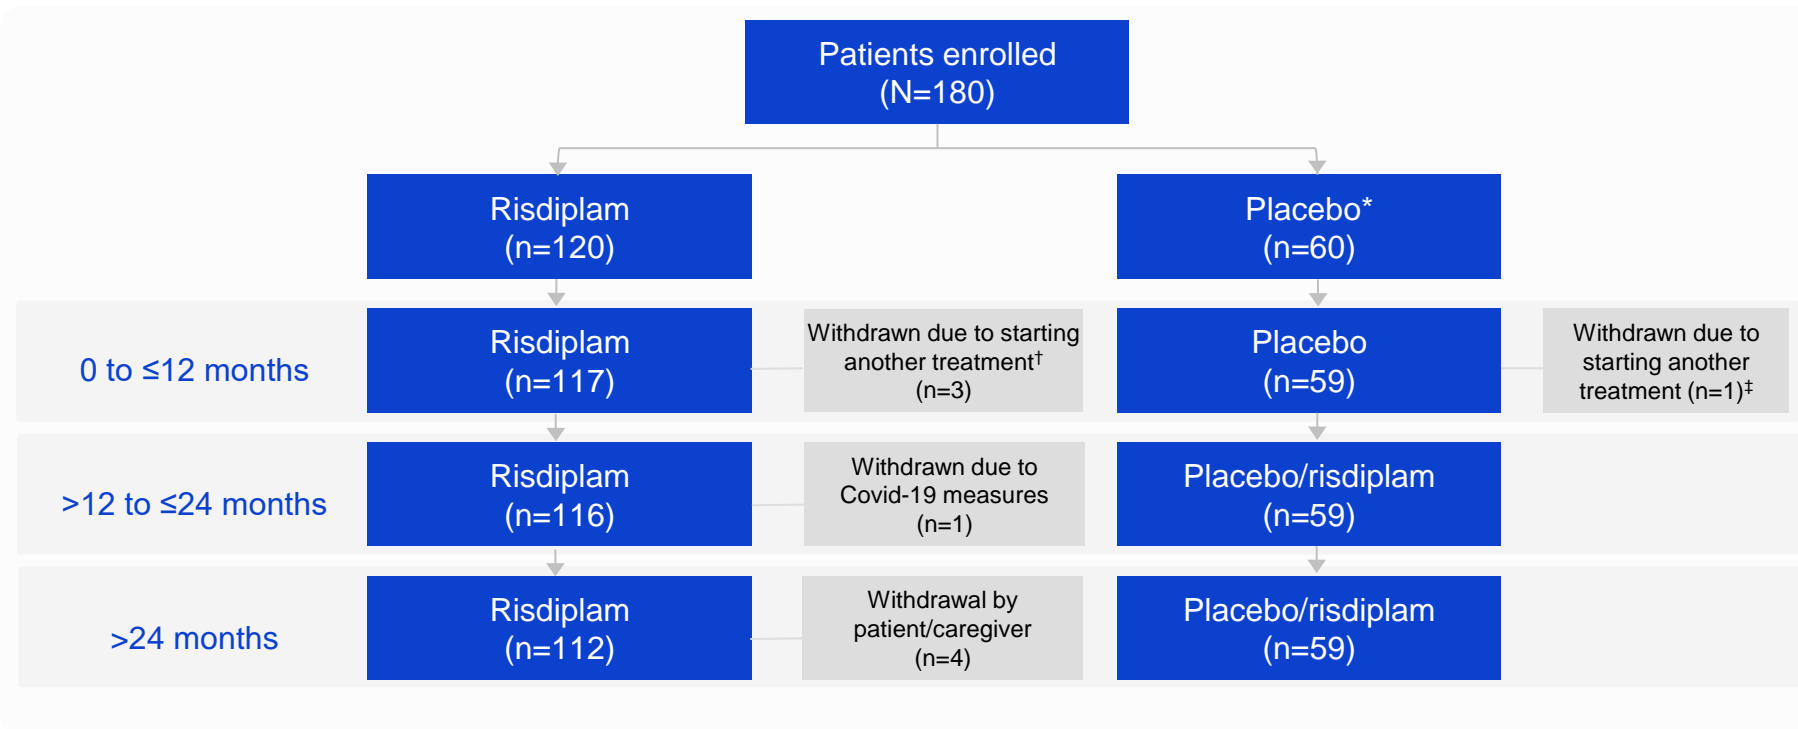 Patients enrolled
(N=180)
Risdiplam
(n=120)
Placebo*
(n=60)
0 to ≤12 months
Risdiplam
(n=117)
Withdrawn due to starting
another treatment†
(n=3)
Placebo
(n=59)
Withdrawn due to
starting another
treatment (n=1)‡
>12 to ≤24 months
Risdiplam
(n=116)
Withdrawn due to
Covid-19 measures
(n=1)
Placebo/risdiplam
(n=59)
>24 months
Risdiplam
(n=112)
Withdrawal by
patient/caregiver
(n=4)
Placebo/risdiplam
(n=59)